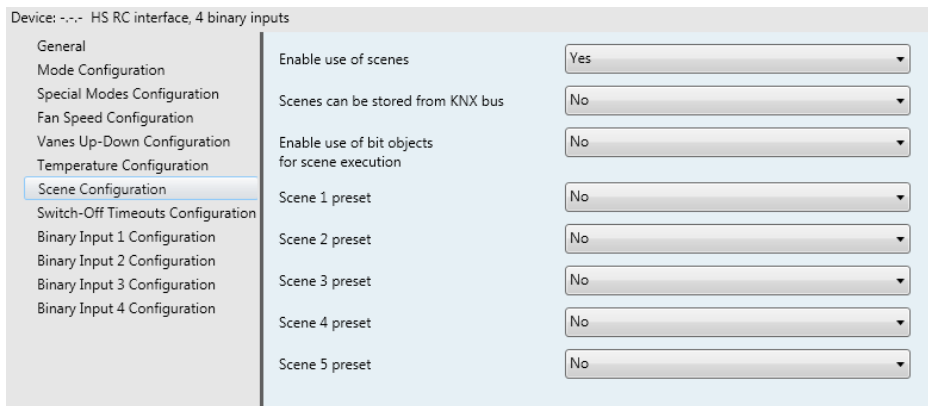 Device: -.-.- HS RC interface, 4 binary inputs
General
Mode Configuration
Special Modes Configuration
Fan Speed Configuration
Vanes Up-Down Configuration
Temperature Configuration
Scene Configuration
Switch-Off Timeouts Configuration
Binary Input 1 Configuration
Binary Input 2 Configuration
Binary Input 3 Configuration
Binary Input 4 Configuration
Enable use of scenes Yes
Scenes can be stored from KNX bus No
Enable use of bit objects No
for scene execution
Scene 1 preset No
Scene 2 preset No
Scene 3 preset No
Scene 4 preset No
Scene 5 preset No